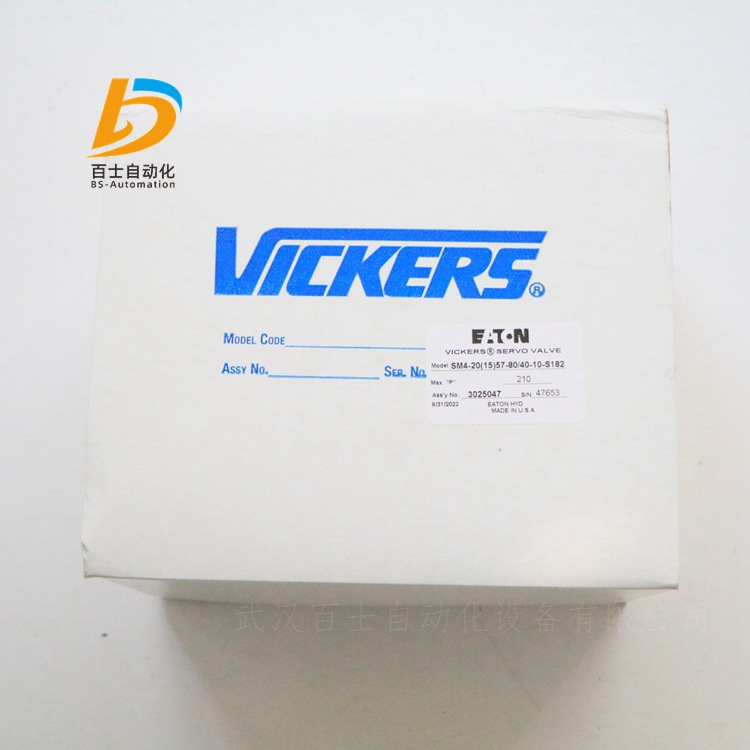 百士自动化
BS-Automation
VICKERS®
MODEL CODE
ASSY NO. SER. NO.
EATON
VICKERS® SERVO VALVE
Model SM4-20(15)57-80/40-10-S182
Max. "P" 210
Ass'y No. 3025047 S/N 47653
8/31/2022 EATON HYD
MADE IN U.S.A.
武汉百士自动化设备有限公司